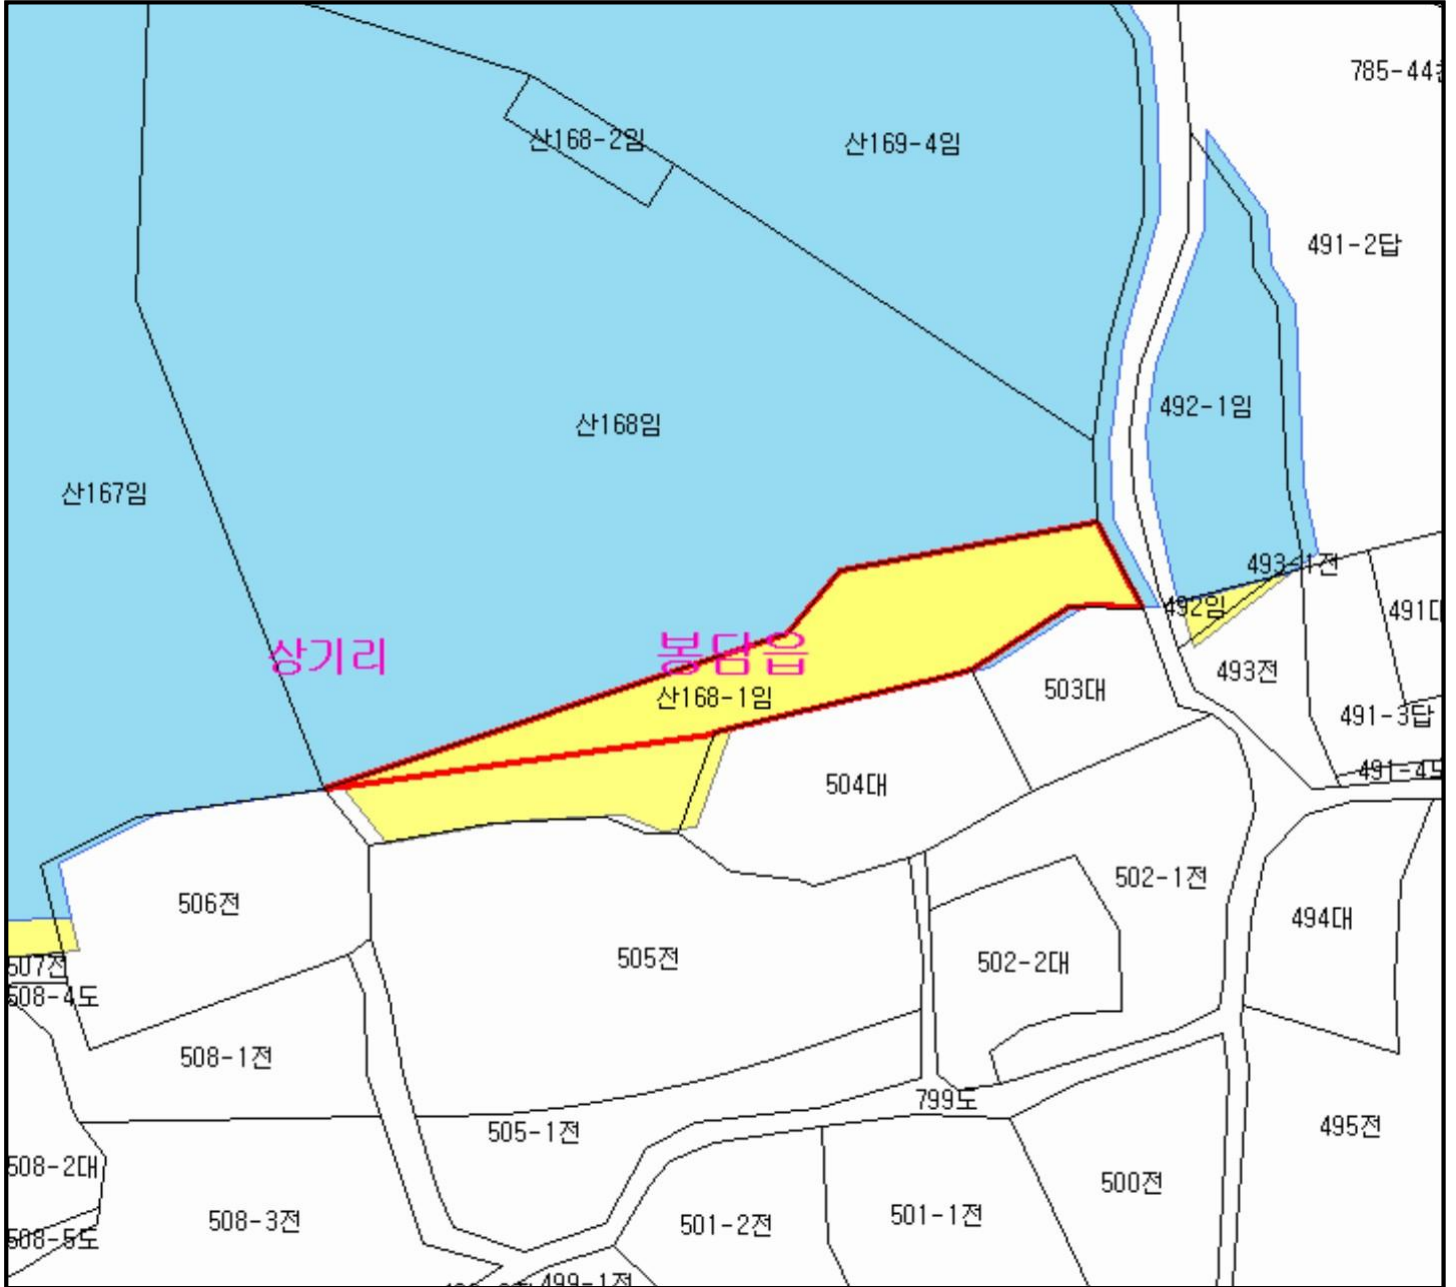 785-44
산168-2임
산169-4임
491-2답
492-1임
산168임
산167임
493-1전
492임
491대
상기리
봉담읍
493전
산168-1임
503대
491-3답
491-4도
504대
502-1전
506전
494대
505전
502-2대
507전
508-4도
508-1전
799도
505-1전
495전
508-2대
500전
508-3전
501-2전
501-1전
508-5도
499-1전